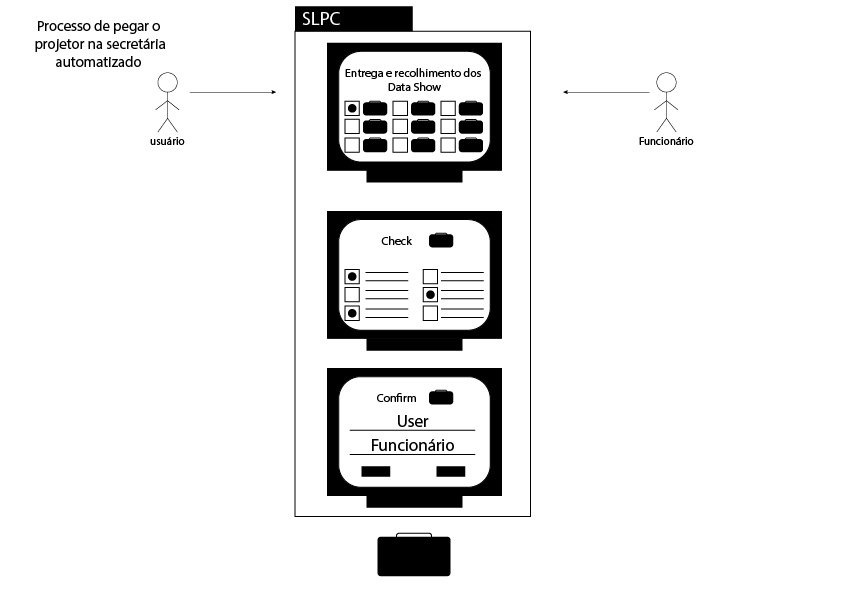 Processo de pegar o
projetor na secretária
automatizado
usuário
SLPC
Entrega e recolhimento dos
Data Show
Funcionário
Check
Confirm
User
Funcionário